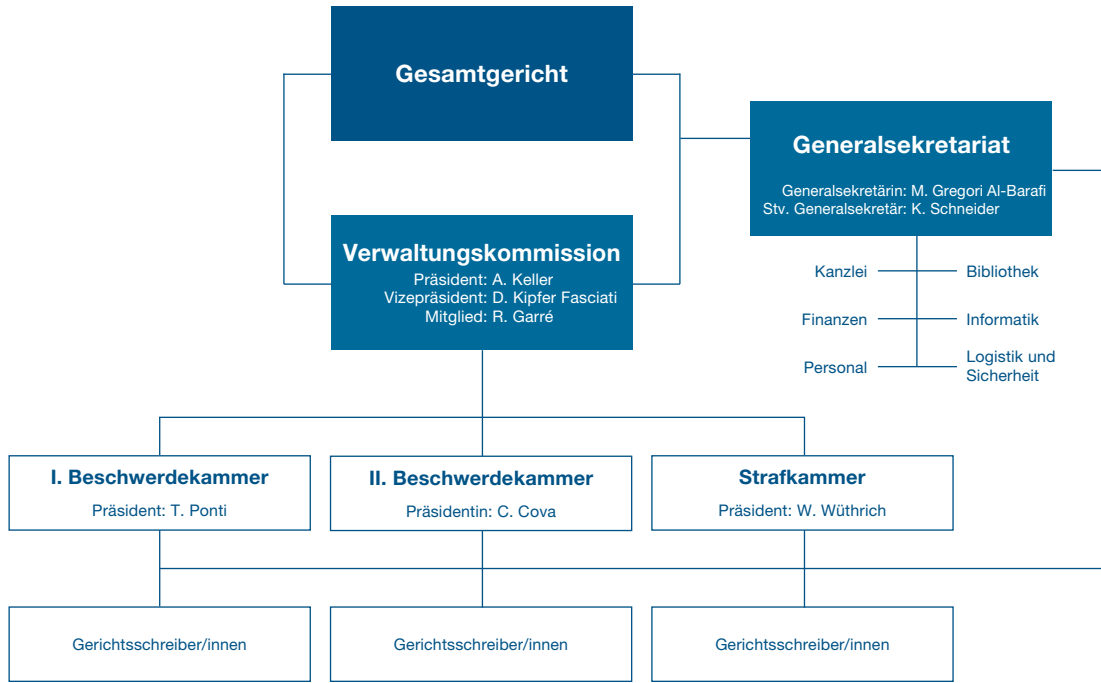 Gesamtgericht
Generalsekretariat
Generalsekretärin: M. Gregori Al-Barafi
Stv. Generalsekretär: K. Schneider
Verwaltungskommission
Präsident: A. Keller
Vizepräsident: D. Kipfer Fasciati
Mitglied: R. Garré
Kanzlei
Bibliothek
Finanzen
Informatik
Personal
Logistik und
Sicherheit
I. Beschwerdekammer
Präsident: T. Ponti
II. Beschwerdekammer
Präsidentin: C. Cova
Strafkammer
Präsident: W. Wüthrich
Gerichtsschreiber/innen
Gerichtsschreiber/innen
Gerichtsschreiber/innen